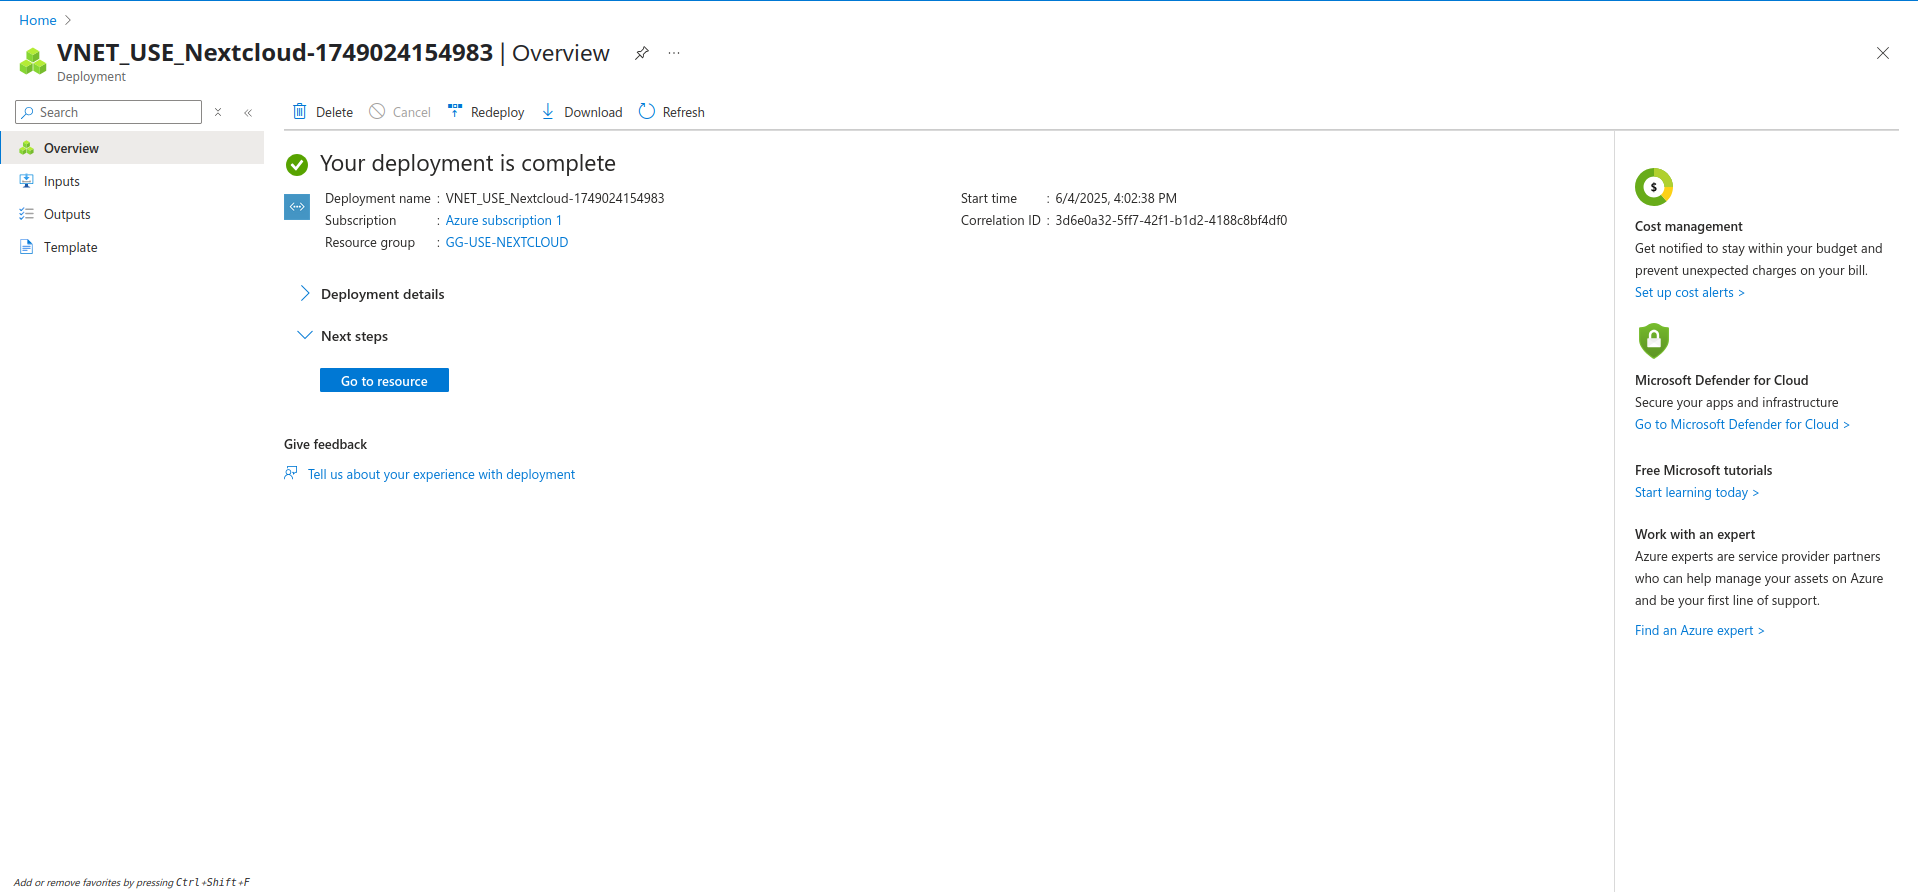 Home
VNET_USE_Nextcloud-1749024154983 | Overview
Deployment
Search
Overview
Inputs
Outputs
Template
Delete Cancel Redeploy Download Refresh
Your deployment is complete
Deployment name : VNET_USE_Nextcloud-1749024154983
Subscription : Azure subscription 1
Resource group : GG-USE-NEXTCLOUD
Start time : 6/4/2025, 4:02:38 PM
Correlation ID : 3d6e0a32-5ff7-42f1-b1d2-4188c8bf4df0
Deployment details
Next steps
Go to resource
Give feedback
Tell us about your experience with deployment
Cost management
Get notified to stay within your budget and
prevent unexpected charges on your bill.
Set up cost alerts >
Microsoft Defender for Cloud
Secure your apps and infrastructure
Go to Microsoft Defender for Cloud >
Free Microsoft tutorials
Start learning today >
Work with an expert
Azure experts are service provider partners
who can help manage your assets on Azure
and be your first line of support.
Find an Azure expert >
Add or remove favorites by pressing Ctrl+Shift+F